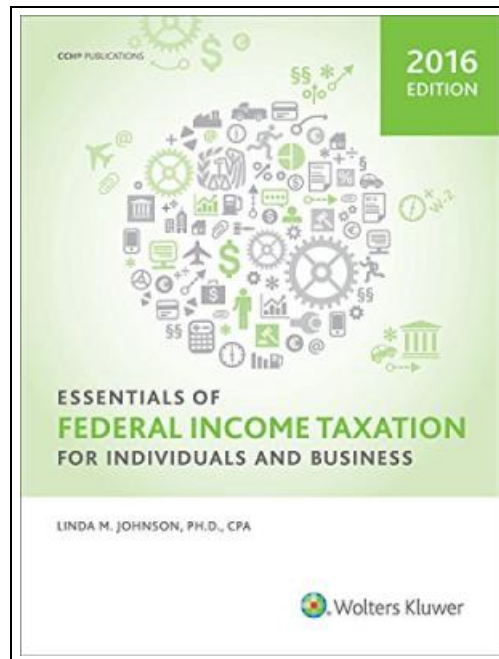 CCH® PUBLICATIONS
2016
EDITION
W-2
ESSENTIALS OF
FEDERAL INCOME TAXATION
FOR INDIVIDUALS AND BUSINESS
LINDA M. JOHNSON, PH.D., CPA
Wolters Kluwer